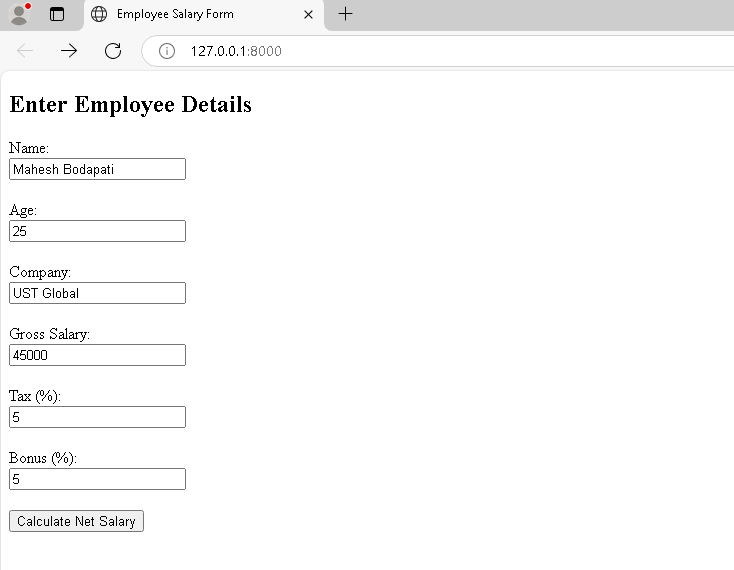 Employee Salary Form
127.0.0.1:8000
Enter Employee Details
Name:
Mahesh Bodapati
Age:
25
Company:
UST Global
Gross Salary:
45000
Tax (%):
5
Bonus (%):
5
Calculate Net Salary